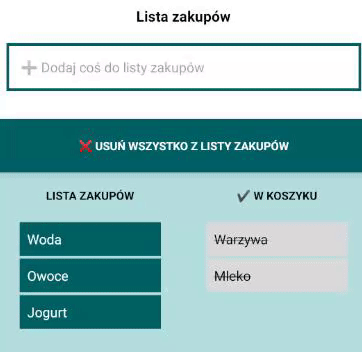 Lista zakupów
Dodaj coś do listy zakupów
❌ USUŃ WSZYSTKO Z LISTY ZAKUPÓW
LISTA ZAKUPÓW
✔ W KOSZYKU
Woda
Warzywa
Owoce
Mleko
Jogurt